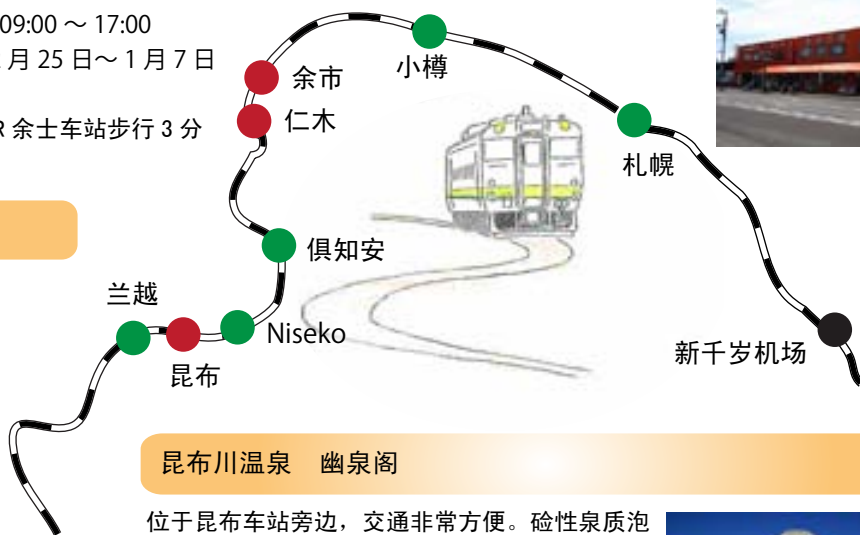 09:00 ～ 17:00
月 25 日～ 1 月 7 日
余士车站步行 3 分
小樽
余市
仁木
札幌
俱知安
兰越
Niseko
昆布
新千岁机场
昆布川温泉 幽泉阁
位于昆布车站旁边，交通非常方便。硷性泉质泡